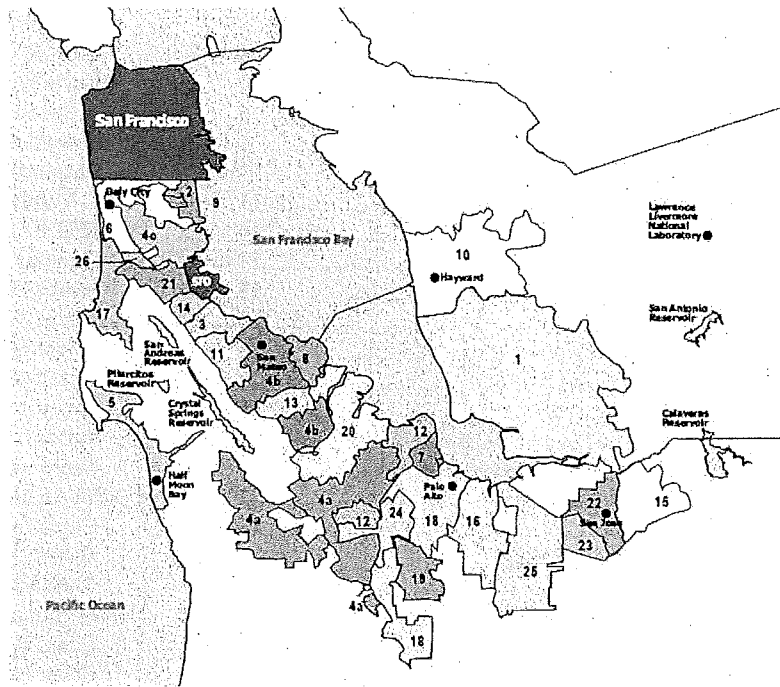 San Francisco
Daly City
2
9
6
4c
San Francisco Bay
Lawrence
Livermore
National
Laboratory
10
Hayward
26
21
SFO
14
17
3
San Antonio
Reservoir
San
Andreas
Reservoir
11
San
Mateo
8
1
Pilarcitos
Reservoir
4b
5
Crystal
Springs
Reservoir
13
4b
20
12
7
Calaveras
Reservoir
Half
Moon
Bay
4a
Palo
Alto
22
15
4a
12
24
18
16
San Jose
23
25
19
4a
Pacific Ocean
18